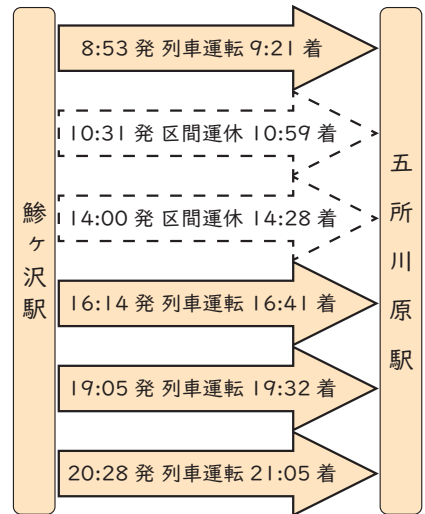 鯵ヶ沢駅
8:53 発 列車運転 9:21 着
10:31 発 区間運休 10:59 着
14:00 発 区間運休 14:28 着
16:14 発 列車運転 16:41 着
19:05 発 列車運転 19:32 着
20:28 発 列車運転 21:05 着
五所川原駅